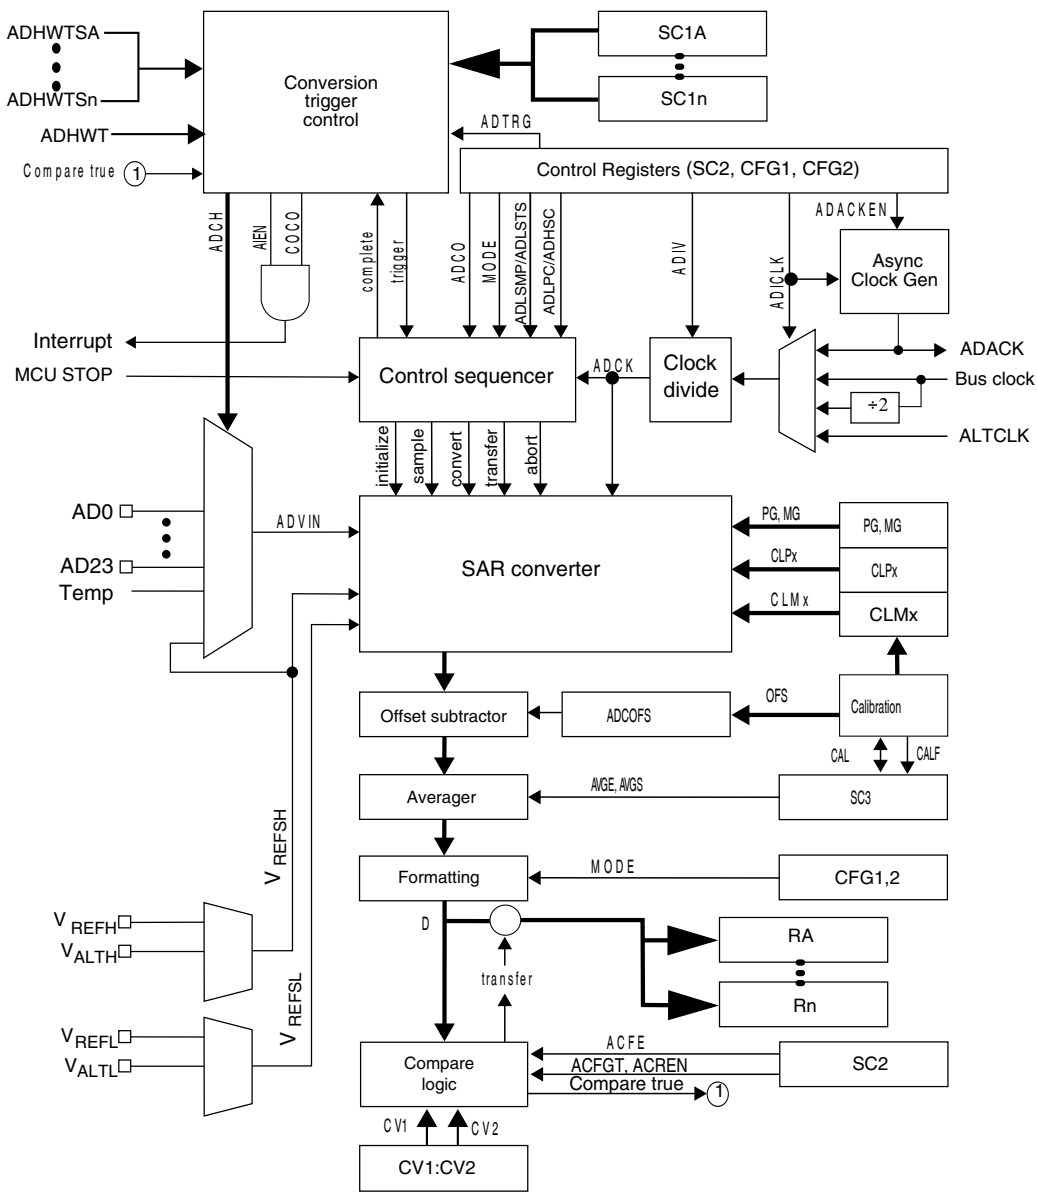 ADHWTSA
ADHWTSn
ADHWT
Compare true 1
Conversion
trigger
control
SC1A
SC1n
ADTRG
Control Registers (SC2, CFG1, CFG2)
ADCH
AIEN
COCO
complete
trigger
ADCO
MODE
ADLSMP/ADLSTS
ADLPC/ADHSC
ADIV
ADICLK
ADACKEN
Async
Clock Gen
Interrupt
MCU STOP
Control sequencer
ADCK
Clock
divide
ADACK
Bus clock
÷2
ALTCLK
initialize
sample
convert
transfer
abort
AD0
AD23
Temp
ADVIN
SAR converter
PG, MG
PG, MG
CLPx
CLPx
CLMx
CLMx
Offset subtractor
ADCOFS
OFS
Calibration
CAL
CALF
Averager
AVGE, AVGS
SC3
Formatting
MODE
CFG1,2
VREFSH
VREFSL
VREFH
VALTH
VREFL
VALTL
D
transfer
RA
Rn
Compare
logic
ACFE
ACFGT, ACREN
Compare true
1
SC2
CV1
CV2
CV1:CV2